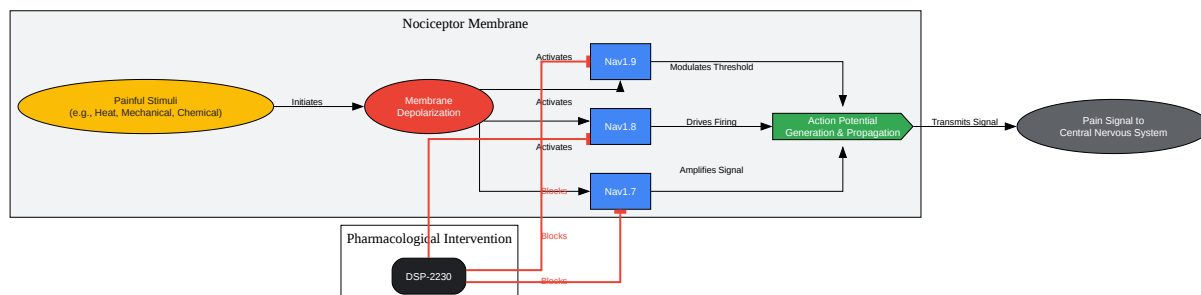 Nociceptor Membrane
Painful Stimuli
(e.g., Heat, Mechanical, Chemical)
Initiates
Membrane
Depolarization
Activates
Activates
Activates
Nav1.9
Nav1.8
Nav1.7
Modulates Threshold
Drives Firing
Amplifies Signal
Action Potential
Generation & Propagation
Transmits Signal
Pain Signal to
Central Nervous System
Blocks
Blocks
Blocks
Pharmacological Intervention
DSP-2230